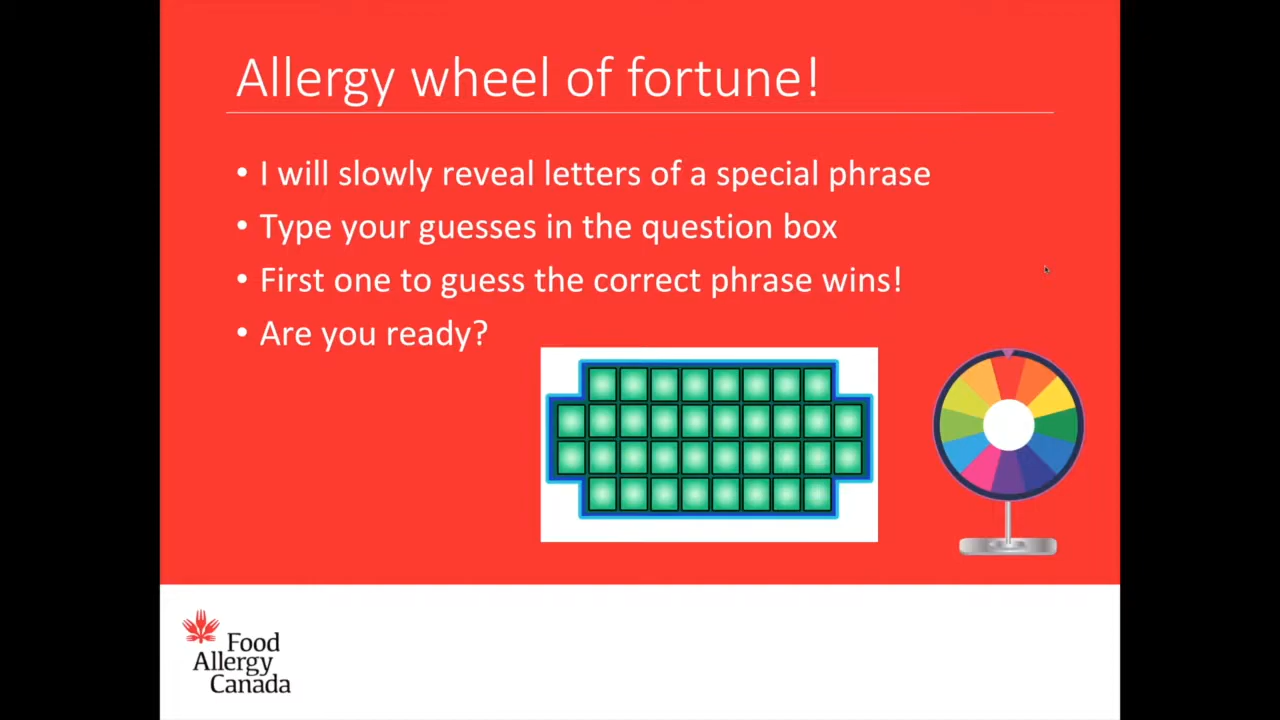 Allergy wheel of fortune!
• I will slowly reveal letters of a special phrase
• Type your guesses in the question box
• First one to guess the correct phrase wins!
• Are you ready?
Food
Allergy
Canada